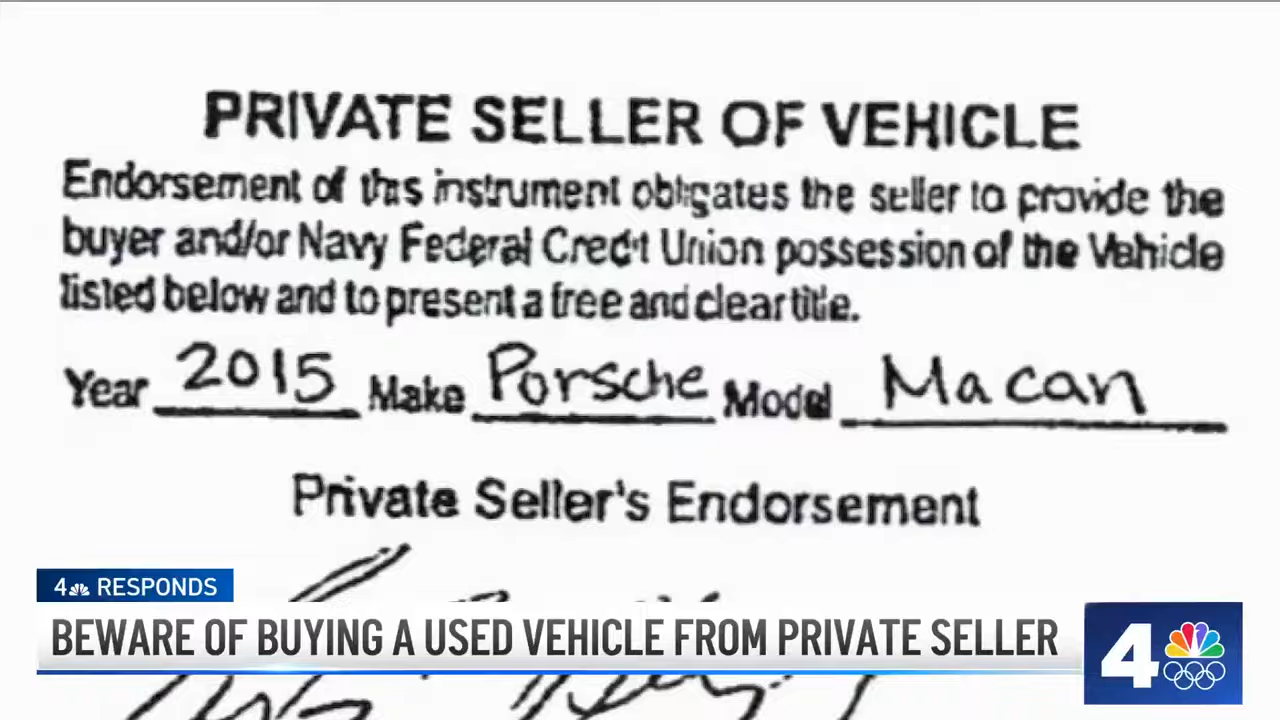 PRIVATE SELLER OF VEHICLE
Endorsement of this instrument obligates the seller to provide the
buyer and/or Navy Federal Credit Union possession of the Vehicle
listed below and to present a free and clear title.
Year 2015 Make Porsche Model Macan
Private Seller's Endorsement
4 RESPONDS
BEWARE OF BUYING A USED VEHICLE FROM PRIVATE SELLER
4